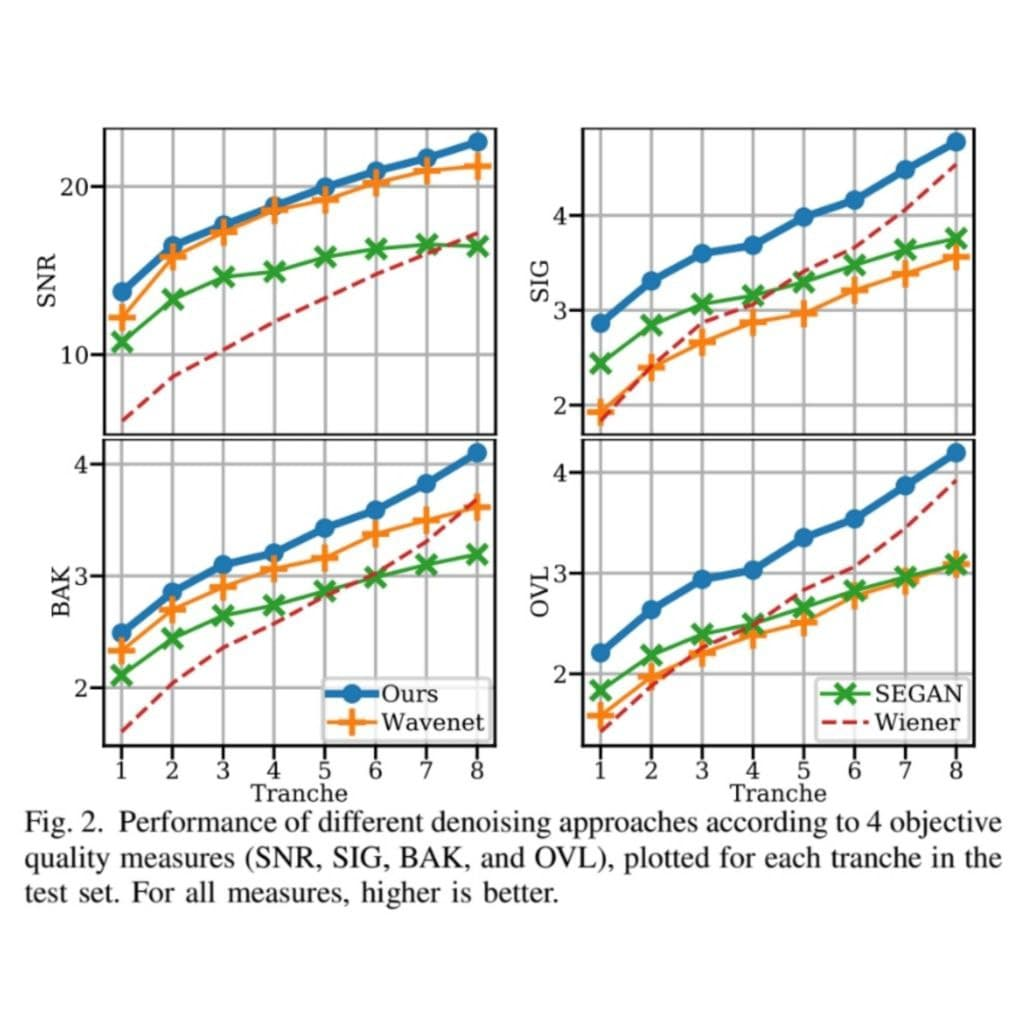 20
10
SNR
4
3
2
SIG
4
3
2
BAK
Ours
Wavenet
1 2 3 4 5 6 7 8
Tranche
4
3
2
OVL
SEGAN
Wiener
1 2 3 4 5 6 7 8
Tranche
Fig. 2. Performance of different denoising approaches according to 4 objective
quality measures (SNR, SIG, BAK, and OVL), plotted for each tranche in the
test set. For all measures, higher is better.